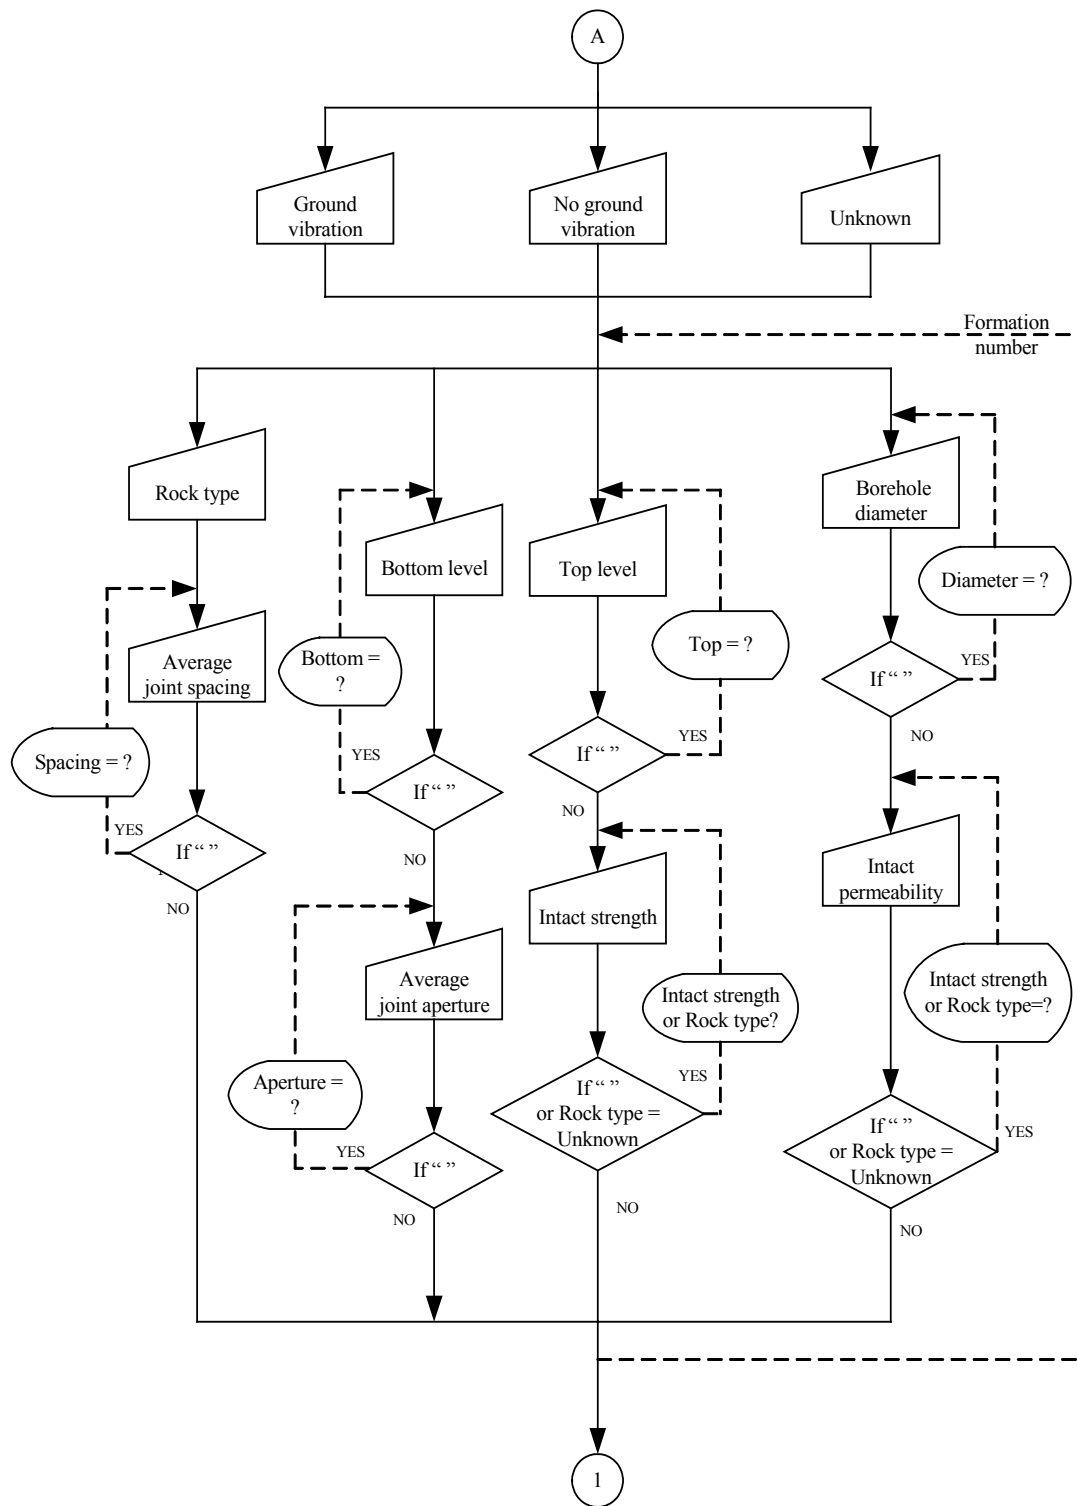 A
Ground
vibration
No ground
vibration
Unknown
Formation
number
Rock type
Bottom level
Top level
Borehole
diameter
Diameter = ?
Average
joint spacing
Bottom =
?
Top = ?
If “ ”
YES
NO
Spacing = ?
YES
If “ ”
NO
YES
If “ ”
NO
YES
If “ ”
NO
Intact strength
Intact
permeability
Average
joint aperture
Intact strength
or Rock type?
Intact strength
or Rock type=?
Aperture =
?
YES
If “ ”
NO
If “ ”
or Rock type =
Unknown
YES
NO
If “ ”
or Rock type =
Unknown
YES
NO
1